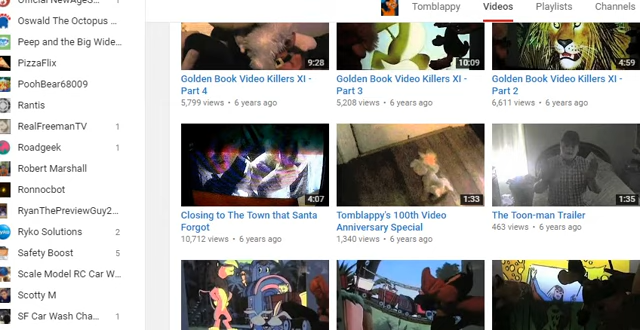 Tomblappy Videos Playlists Channels
Oswald The Octopus ...
Peep and the Big Wide...
PizzaFlix
PoohBear68009
Rantis
RealFreemanTV 1
Roadgeek 1
Robert Marshall
Ronnocbot
RyanThePreviewGuy2...
Ryko Solutions 2
Safety Boost 5
Scale Model RC Car W...
Scotty M
SF Car Wash Cha... 1
9:28
Golden Book Video Killers XI -
Part 4
5,799 views • 6 years ago
10:09
Golden Book Video Killers XI -
Part 3
5,208 views • 6 years ago
4:59
Golden Book Video Killers XI -
Part 2
6,611 views • 6 years ago
4:07
Closing to The Town that Santa
Forgot
10,712 views • 6 years ago
1:33
Tomblappy's 100th Video
Anniversary Special
1,340 views • 6 years ago
1:35
The Toon-man Trailer
463 views • 6 years ago